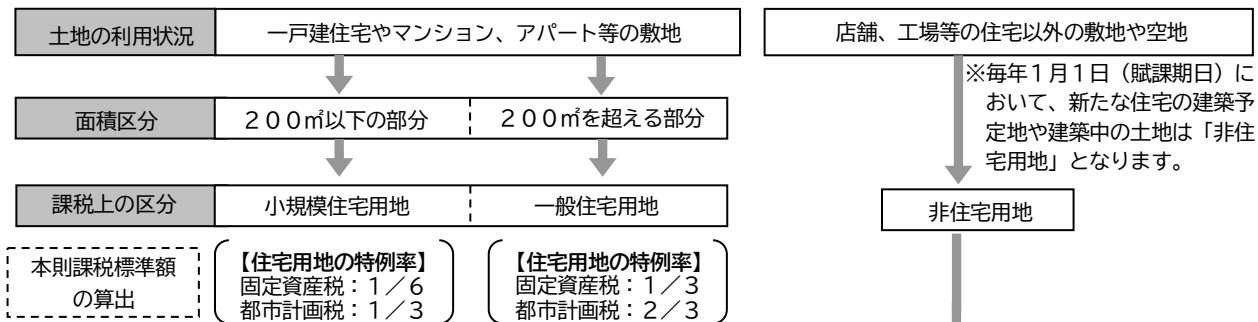 土地の利用状況
一戸建住宅やマンション、アパート等の敷地
店舗、工場等の住宅以外の敷地や空地
※毎年１月１日（賦課期日）に
おいて、新たな住宅の建築予
定地や建築中の土地は「非住
宅用地」となります。
面積区分
２００㎡以下の部分
２００㎡を超える部分
課税上の区分
小規模住宅用地
一般住宅用地
非住宅用地
本則課税標準額
の算出
【住宅用地の特例率】
固定資産税：１／６
都市計画税：１／３
【住宅用地の特例率】
固定資産税：１／３
都市計画税：２／３